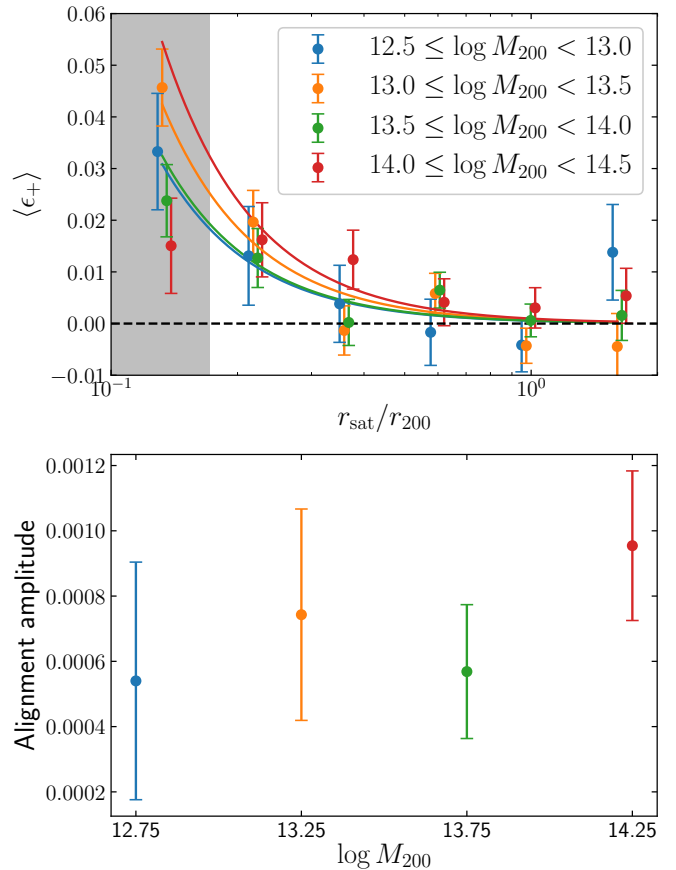 0.06
0.05
0.04
0.03
0.02
0.01
0.00
−0.01
⟨ϵ₊⟩
12.5 ≤ log M₂₀₀ < 13.0
13.0 ≤ log M₂₀₀ < 13.5
13.5 ≤ log M₂₀₀ < 14.0
14.0 ≤ log M₂₀₀ < 14.5
10⁻¹ 10⁰
r_sat/r₂₀₀
0.0012
0.0010
0.0008
0.0006
0.0004
0.0002
Alignment amplitude
12.75 13.25 13.75 14.25
log M₂₀₀